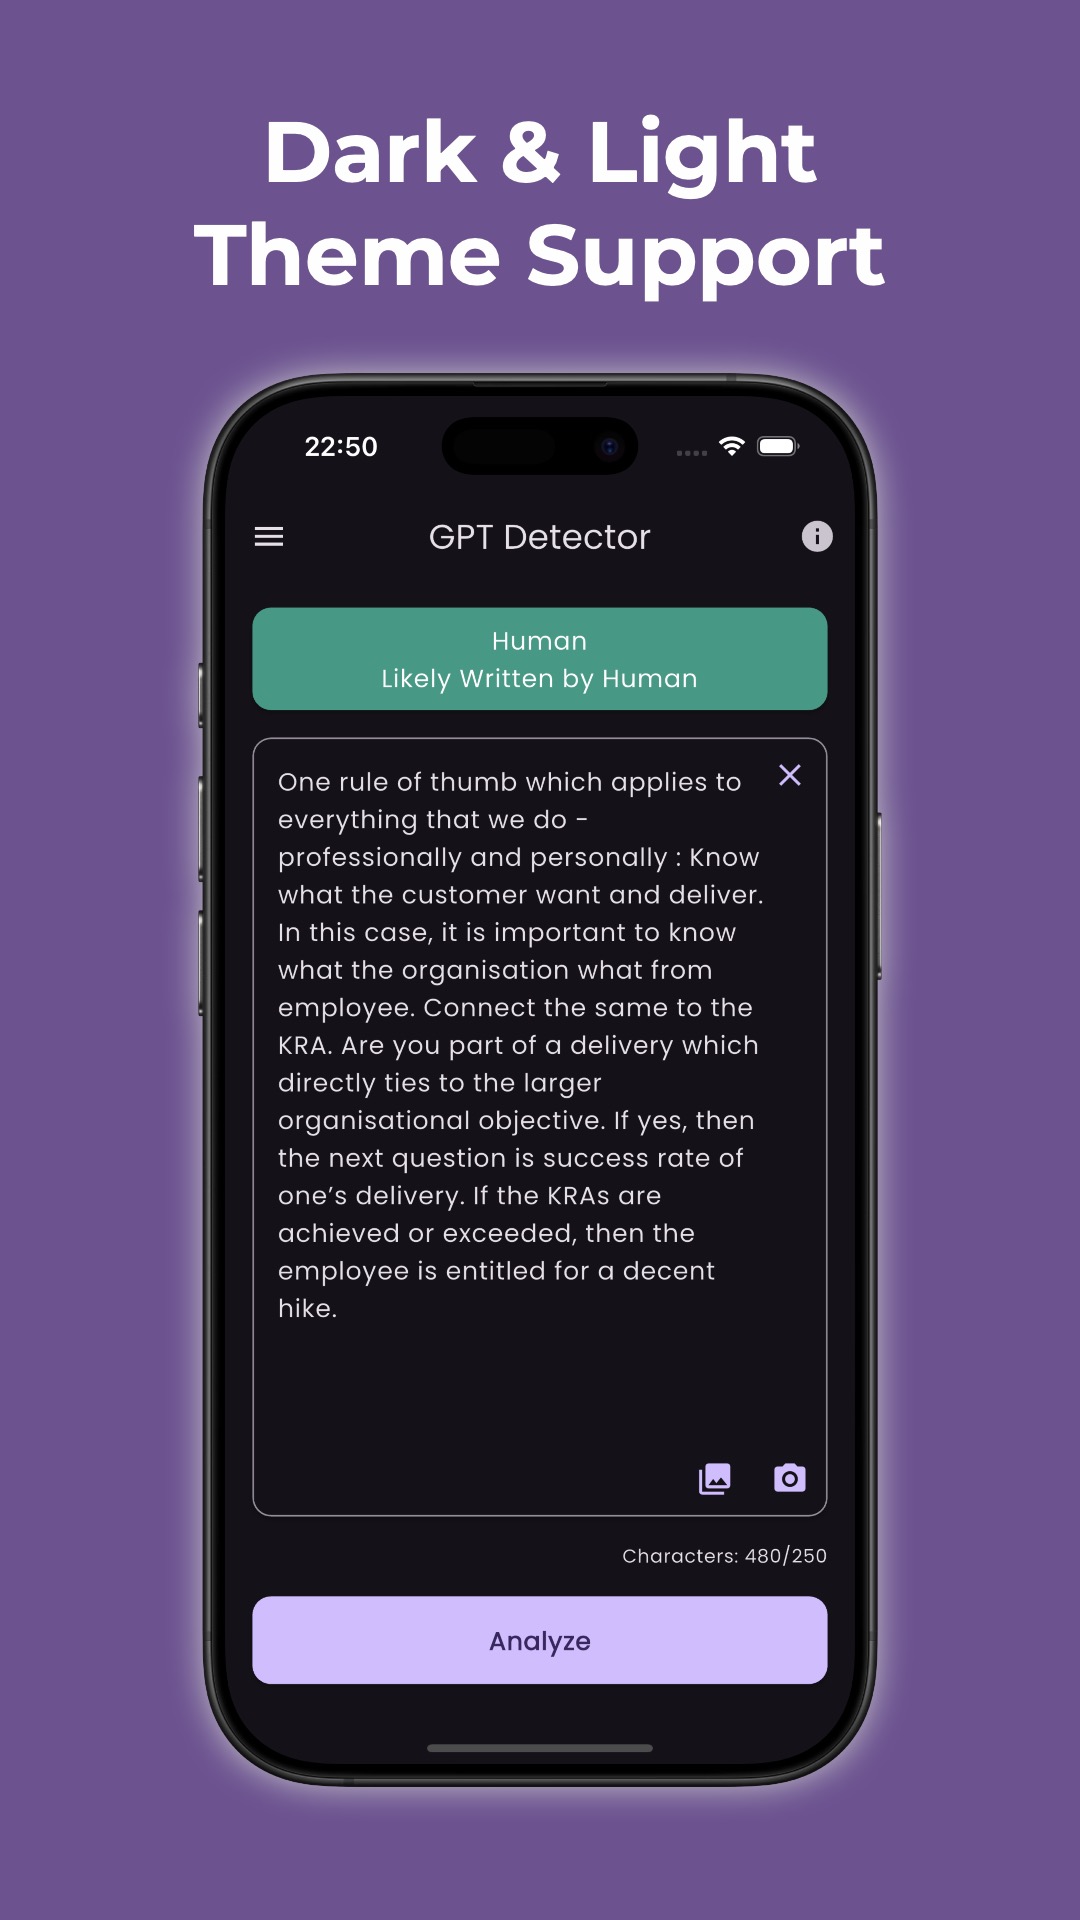 Dark & Light
Theme Support
22:50
GPT Detector
Human
Likely Written by Human
One rule of thumb which applies to
everything that we do -
professionally and personally : Know
what the customer want and deliver.
In this case, it is important to know
what the organisation what from
employee. Connect the same to the
KRA. Are you part of a delivery which
directly ties to the larger
organisational objective. If yes, then
the next question is success rate of
one’s delivery. If the KRAs are
achieved or exceeded, then the
employee is entitled for a decent
hike.
Characters: 480/250
Analyze